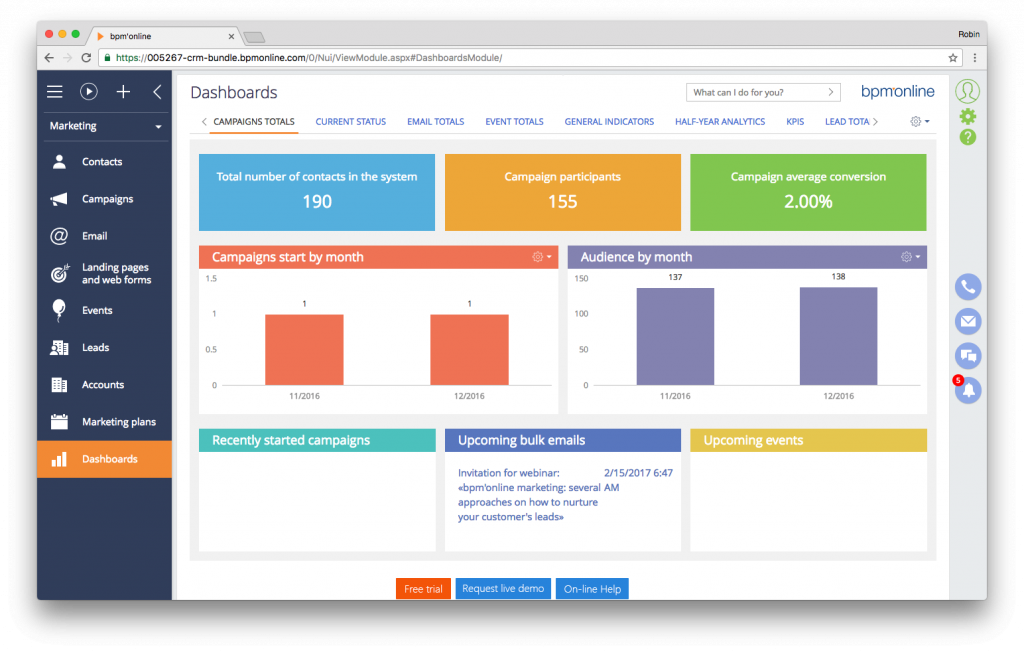 bpm'online
Robin
https://005267-crm-bundle.bpmonline.com/0/Nui/ViewModule.aspx#DashboardsModule/
Dashboards
What can I do for you?
bpm'online
Marketing
CAMPAIGNS TOTALS
CURRENT STATUS
EMAIL TOTALS
EVENT TOTALS
GENERAL INDICATORS
HALF-YEAR ANALYTICS
KPIS
LEAD TOTA
Contacts
Campaigns
Email
Landing pages
and web forms
Events
Leads
Accounts
Marketing plans
Dashboards
Total number of contacts in the system
190
Campaign participants
155
Campaign average conversion
2.00%
Campaigns start by month
1.5
1
0.5
0
1
1
11/2016
12/2016
Audience by month
150
100
50
0
137
138
11/2016
12/2016
5
Recently started campaigns
Upcoming bulk emails
Invitation for webinar: 2/15/2017 6:47
«bpm'online marketing: several AM
approaches on how to nurture
your customer's leads»
Upcoming events
Free trial
Request live demo
On-line Help